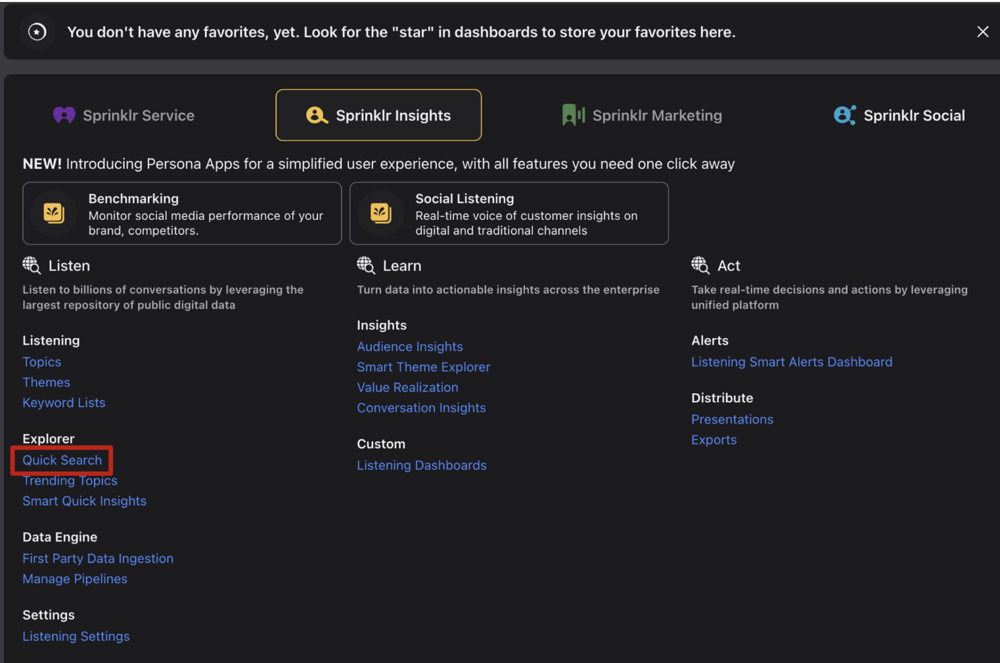 You don't have any favorites, yet. Look for the "star" in dashboards to store your favorites here.
Sprinklr Service
Sprinklr Insights
Sprinklr Marketing
Sprinklr Social
NEW! Introducing Persona Apps for a simplified user experience, with all features you need one click away
Benchmarking
Monitor social media performance of your
brand, competitors.
Social Listening
Real-time voice of customer insights on
digital and traditional channels
Listen
Listen to billions of conversations by leveraging the
largest repository of public digital data
Listening
Topics
Themes
Keyword Lists
Explorer
Quick Search
Trending Topics
Smart Quick Insights
Data Engine
First Party Data Ingestion
Manage Pipelines
Settings
Listening Settings
Learn
Turn data into actionable insights across the enterprise
Insights
Audience Insights
Smart Theme Explorer
Value Realization
Conversation Insights
Custom
Listening Dashboards
Act
Take real-time decisions and actions by leveraging
unified platform
Alerts
Listening Smart Alerts Dashboard
Distribute
Presentations
Exports